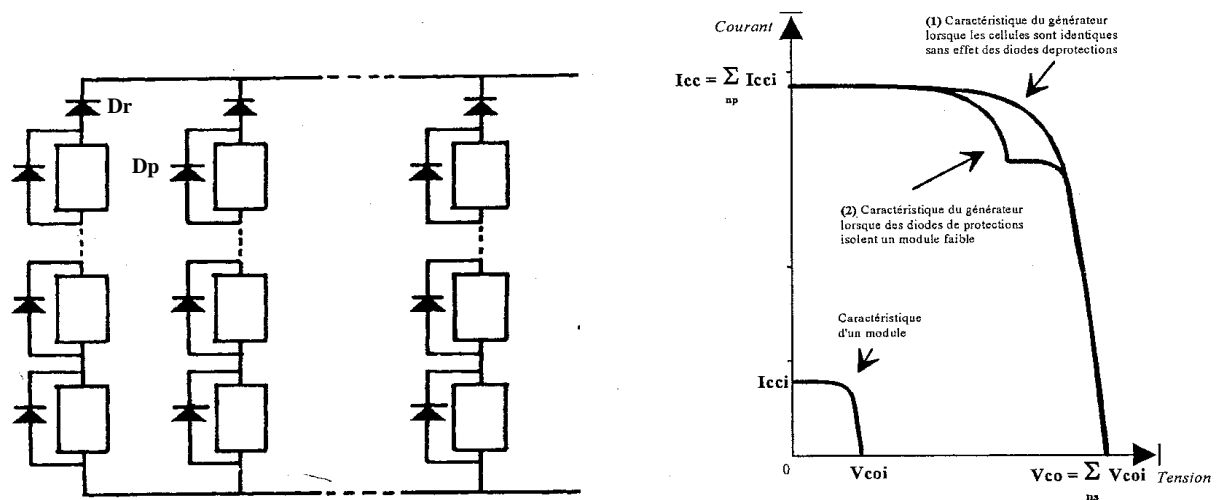 Dr
Dp
Courant
(1) Caractéristique du générateur
lorsque les cellules sont identiques
sans effet des diodes deprotections
Icc = Σ Icci
np
(2) Caractéristique du générateur
lorsque des diodes de protections
isolent un module faible
Caractéristique
d'un module
Icci
0
Vcoi
Vco = Σ Vcoi
ns
Tension